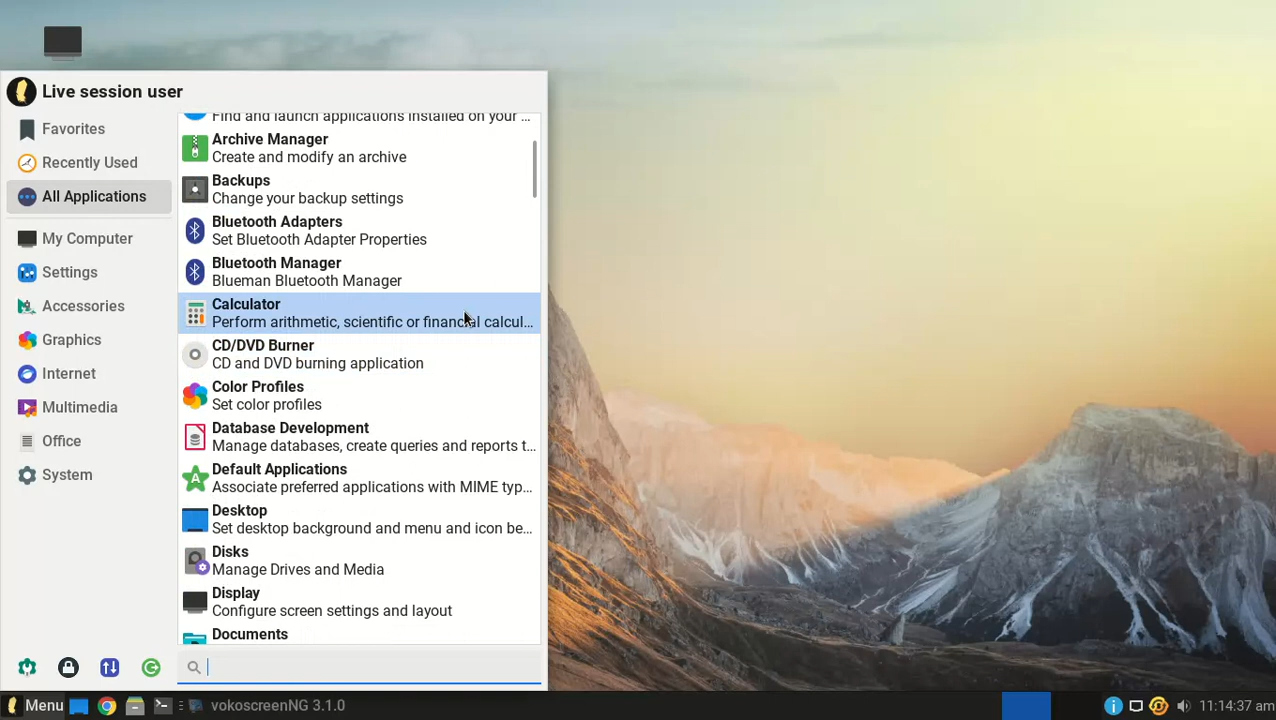 Live session user
Favorites
Recently Used
All Applications
My Computer
Settings
Accessories
Graphics
Internet
Multimedia
Office
System
Find and launch applications installed on your ...
Archive Manager
Create and modify an archive
Backups
Change your backup settings
Bluetooth Adapters
Set Bluetooth Adapter Properties
Bluetooth Manager
Blueman Bluetooth Manager
Calculator
Perform arithmetic, scientific or financial calcul...
CD/DVD Burner
CD and DVD burning application
Color Profiles
Set color profiles
Database Development
Manage databases, create queries and reports t...
Default Applications
Associate preferred applications with MIME typ...
Desktop
Set desktop background and menu and icon be...
Disks
Manage Drives and Media
Display
Configure screen settings and layout
Documents
Menu
vokoscreenNG 3.1.0
11:14:37 am